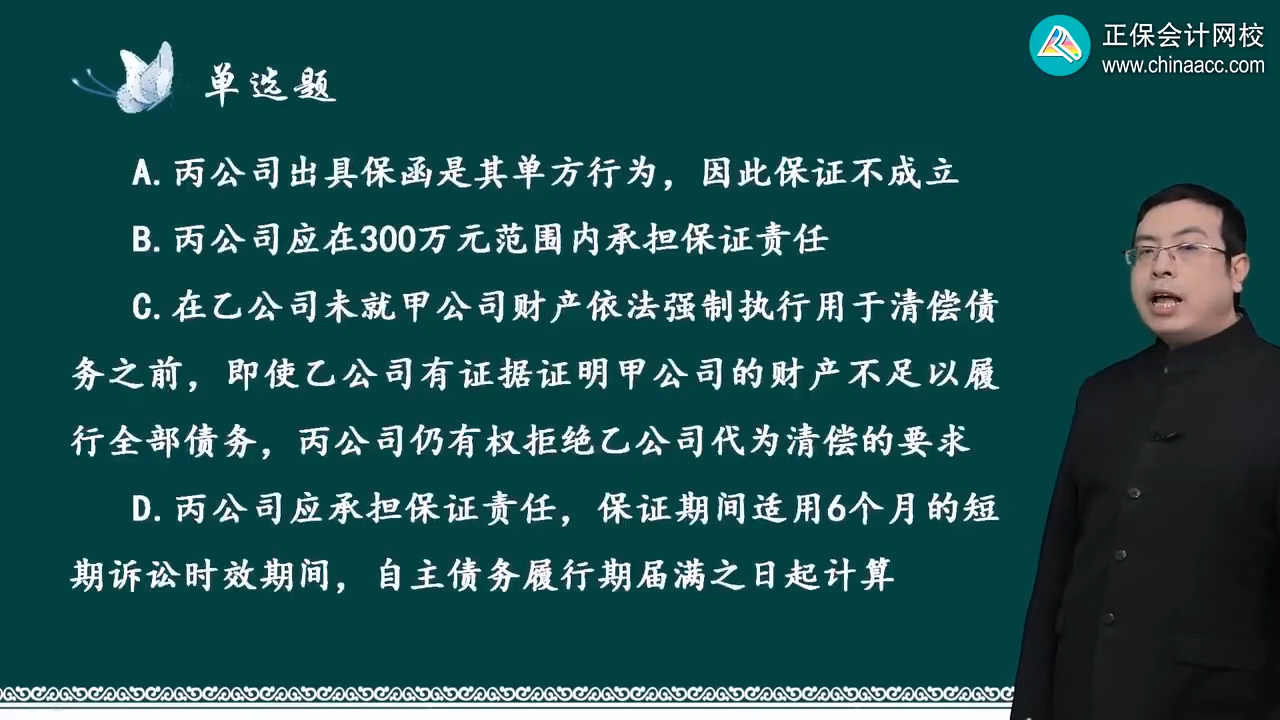 正保会计网校
www.chinaacc.com
单选题
A.丙公司出具保函是其单方行为，因此保证不成立
B.丙公司应在300万元范围内承担保证责任
C.在乙公司未就甲公司财产依法强制执行用于清偿债
务之前，即使乙公司有证据证明甲公司的财产不足以履
行全部债务，丙公司仍有权拒绝乙公司代为清偿的要求
D.丙公司应承担保证责任，保证期间适用6个月的短
期诉讼时效期间，自主债务履行期届满之日起计算